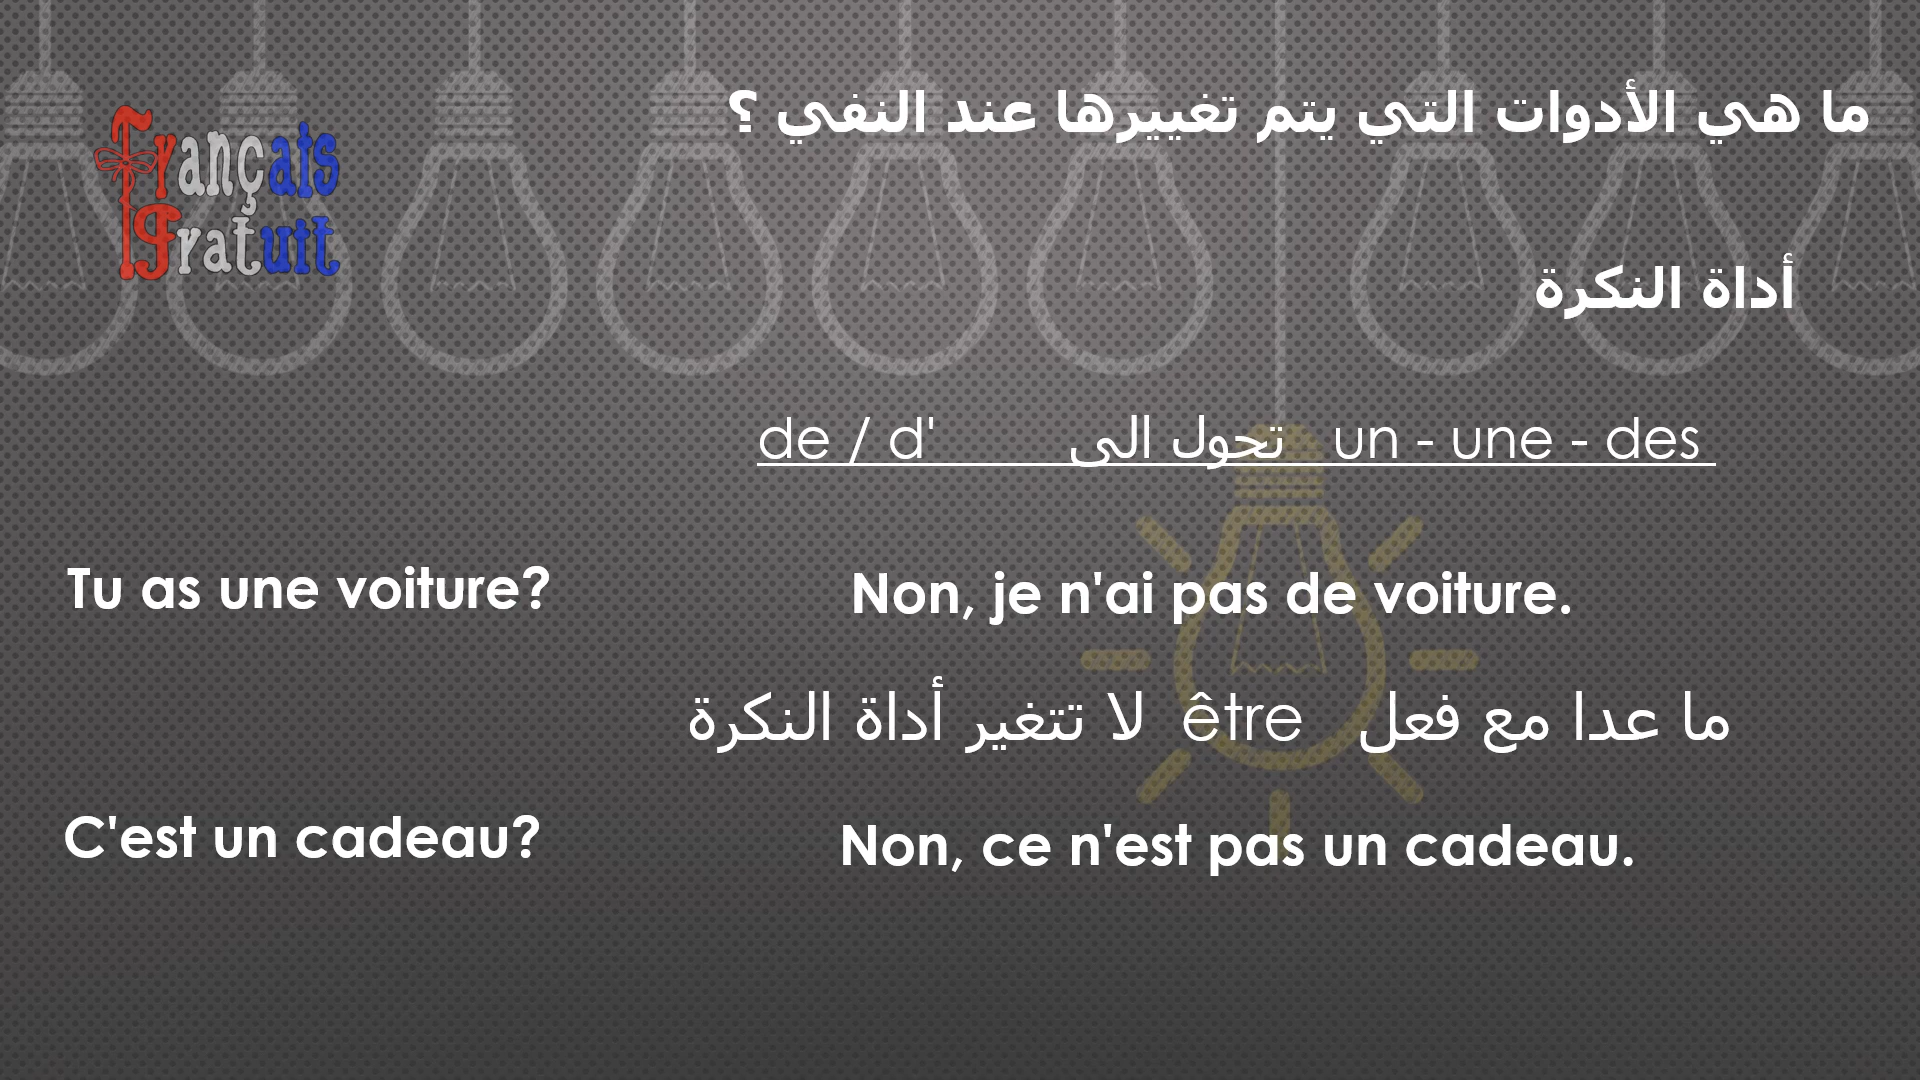 ما هي الأدوات التي يتم تغييرها عند النفي ؟
Français
Gratuit
أداة النكرة
un - une - des تحول الى de / d'
Tu as une voiture? Non, je n'ai pas de voiture.
ما عدا مع فعل être لا تتغير أداة النكرة
C'est un cadeau? Non, ce n'est pas un cadeau.